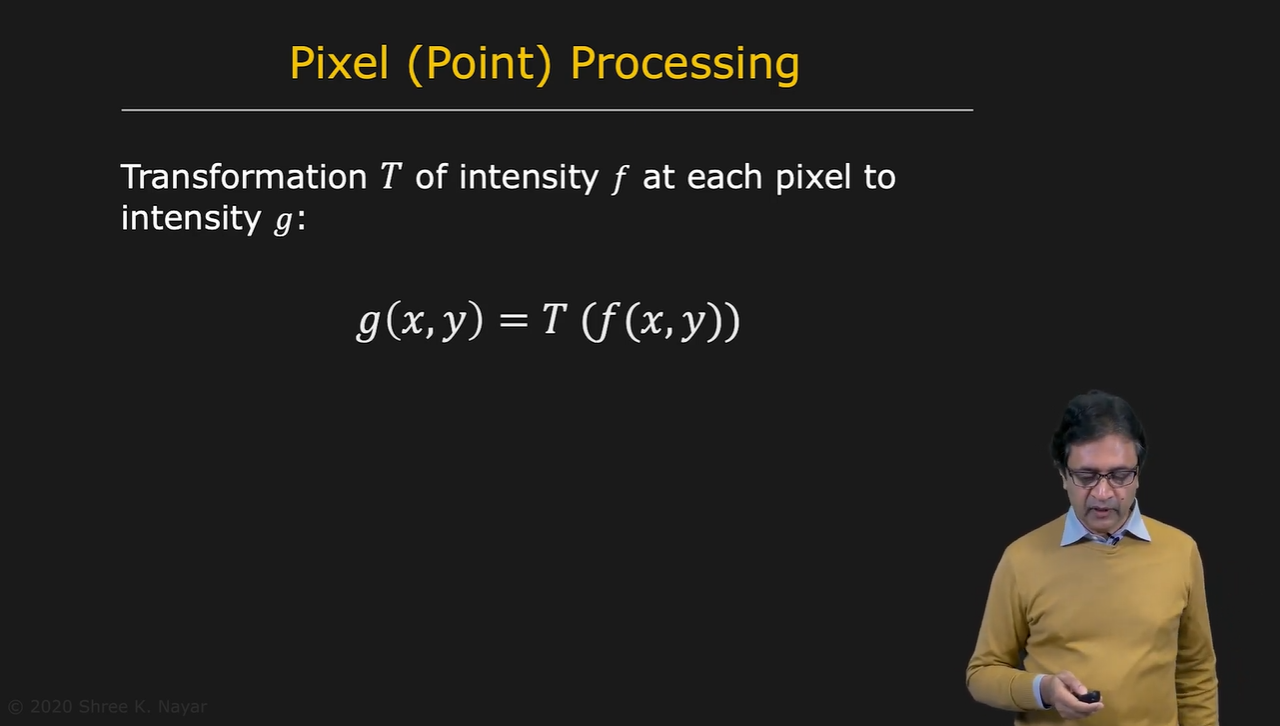 Pixel (Point) Processing
Transformation T of intensity f at each pixel to
intensity g:
g(x, y) = T (f(x, y))
© 2020 Shree K. Nayar